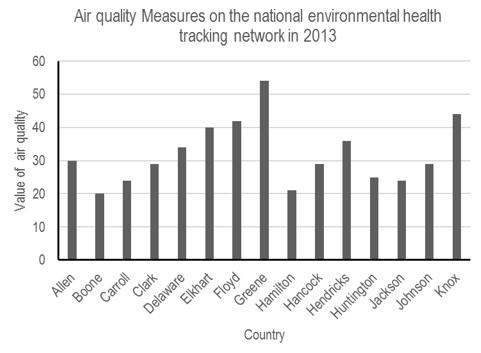 Air quality Measures on the national environmental health
tracking network in 2013
Value of air quality
60
50
40
30
20
10
0
Allen
Boone
Carroll
Clark
Delaware
Elkhart
Floyd
Greene
Hamilton
Hancock
Hendricks
Huntington
Jackson
Johnson
Knox
Country